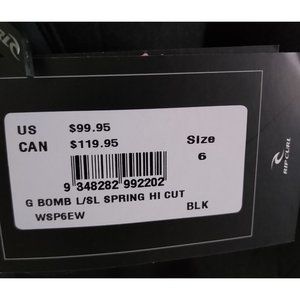 US $99.95
CAN $119.95
Size
6
9 348282 992202
G BOMB L/SL SPRING HI CUT
WSP6EW BLK
RIP CURL